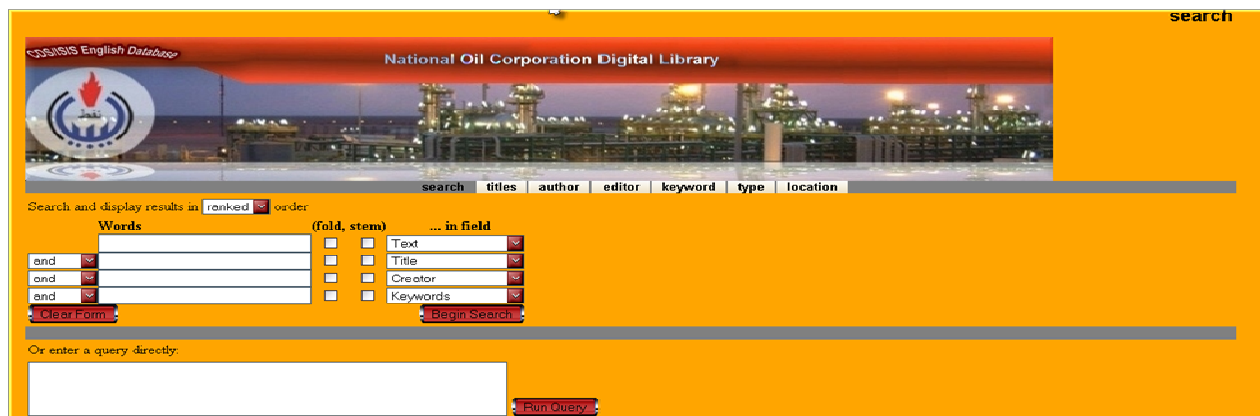 search
CDS/ISIS English Database
National Oil Corporation Digital Library
search titles author editor keyword type location
Search and display results in ranked order
Words (fold, stem) ... in field
Text
and Title
and Creator
and Keywords
Clear Form Begin Search
Or enter a query directly:
Run Query